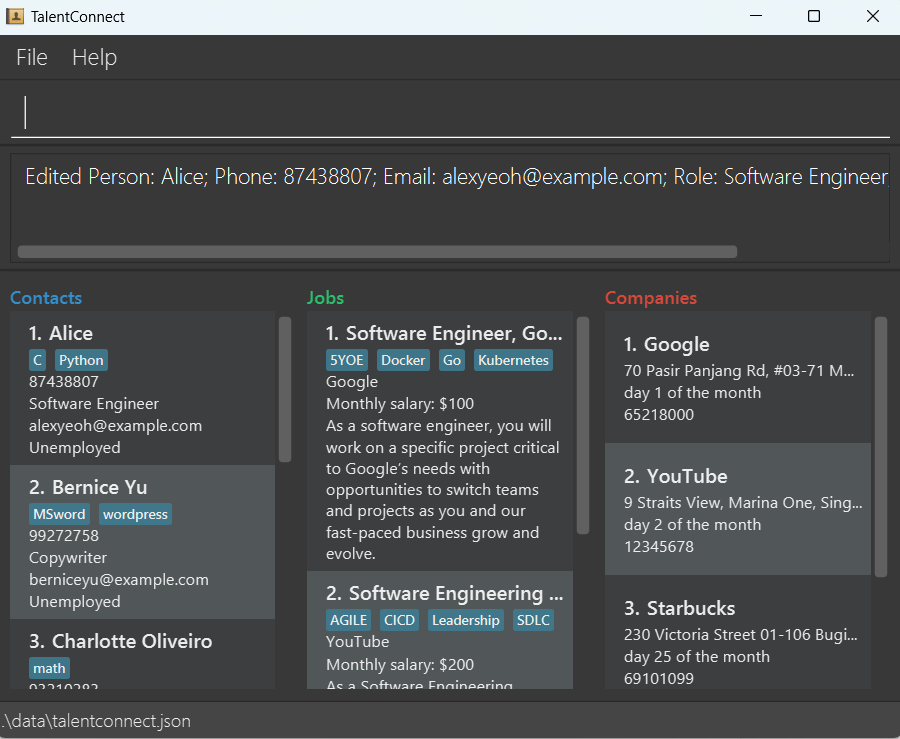 TalentConnect
File Help
Edited Person: Alice; Phone: 87438807; Email: alexyeoh@example.com; Role: Software Engineer
Contacts
1. Alice
C Python
87438807
Software Engineer
alexyeoh@example.com
Unemployed
2. Bernice Yu
MSword wordpress
99272758
Copywriter
berniceyu@example.com
Unemployed
3. Charlotte Oliveiro
math
93210283
Jobs
1. Software Engineer, Go...
5YOE Docker Go Kubernetes
Google
Monthly salary: $100
As a software engineer, you will
work on a specific project critical
to Google's needs with
opportunities to switch teams
and projects as you and our
fast-paced business grow and
evolve.
2. Software Engineering ...
AGILE CICD Leadership SDLC
YouTube
Monthly salary: $200
As a Software Engineering
Companies
1. Google
70 Pasir Panjang Rd, #03-71 M...
day 1 of the month
65218000
2. YouTube
9 Straits View, Marina One, Sing...
day 2 of the month
12345678
3. Starbucks
230 Victoria Street 01-106 Bugi...
day 25 of the month
69101099
.\data\talentconnect.json